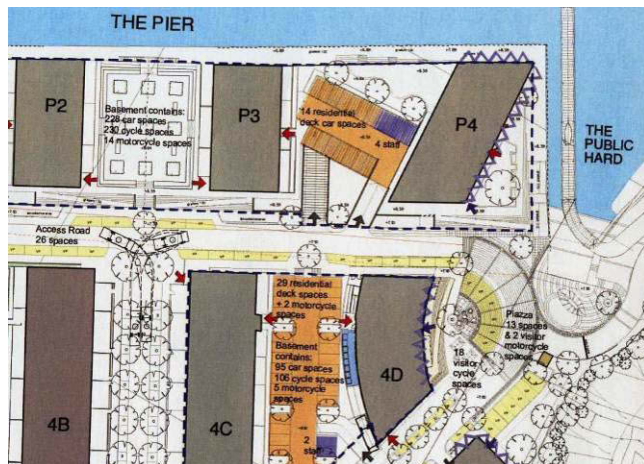 THE PIER
P2
P3
P4
Basement contains:
228 car spaces
230 cycle spaces
14 motorcycle spaces
14 residential
deck car spaces
4 staff
THE
PUBLIC
HARD
Access Road
26 spaces
29 residential
deck spaces
+ 2 motorcycle
spaces
Basement
contains:
95 car spaces
106 cycle spaces
5 motorcycle
spaces
Piazza
13 spaces
& 2 visitor
motorcycle
spaces
18
visitor
cycle
spaces
4B
4C
4D
2
staff